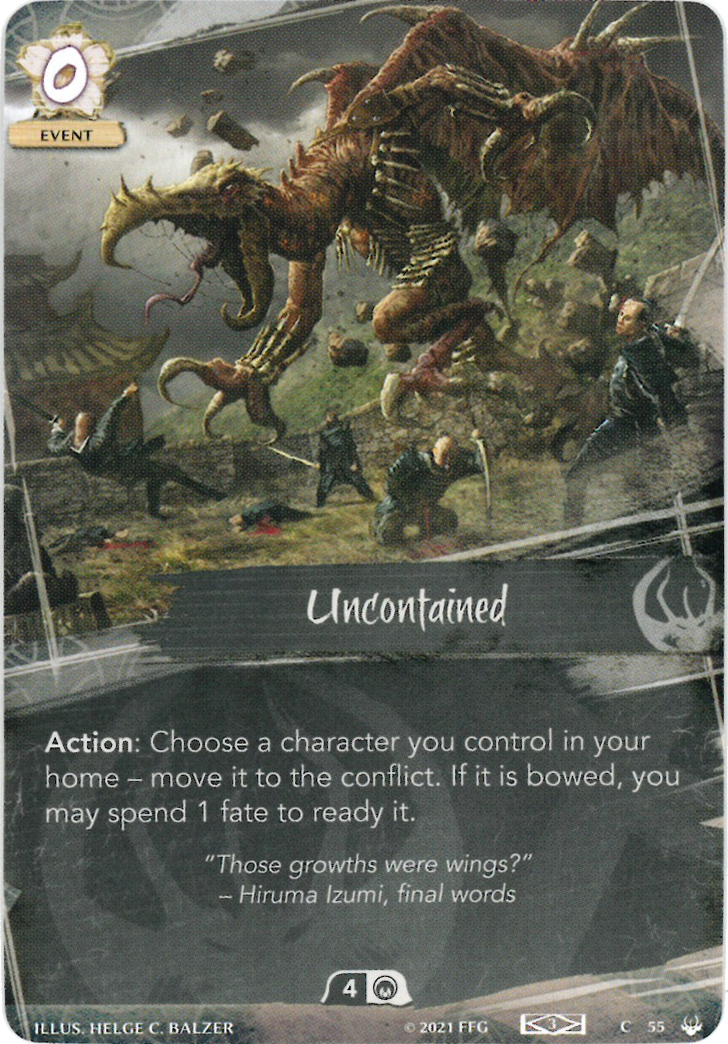 0
EVENT
Uncontained
Action: Choose a character you control in your
home – move it to the conflict. If it is bowed, you
may spend 1 fate to ready it.
"Those growths were wings?"
– Hiruma Izumi, final words
4
ILLUS. HELGE C. BALZER
© 2021 FFG
3
C 55